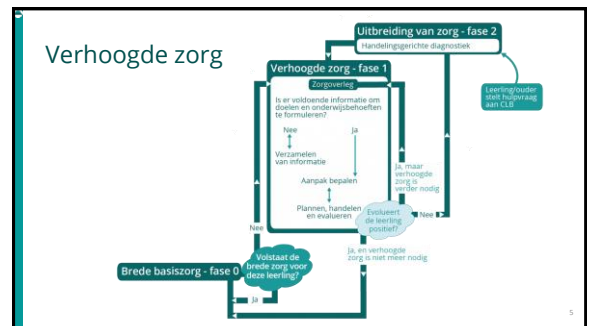 Verhoogde zorg
Uitbreiding van zorg - fase 2
Handelingsgerichte diagnostiek
Leerling/ouder
stelt hulpvraag
aan CLB
Verhoogde zorg - fase 1
Zorgoverleg
Is er voldoende informatie om
doelen en onderwijsbehoeften
te formuleren?
Nee
Ja
Verzamelen
van informatie
Aanpak bepalen
Plannen, handelen
en evalueren
Ja, maar
verhoogde
zorg is
verder nodig
Evolueert
de leerling
positief?
Nee
Nee
Ja, en verhoogde
zorg is niet meer nodig
Volstaat de
brede zorg voor
deze leerling?
Brede basiszorg - fase 0
Ja
5